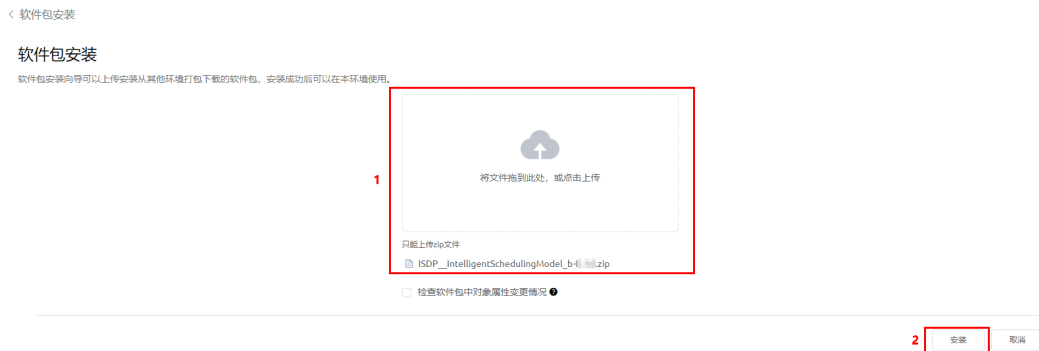 软件包安装
软件包安装
软件包安装向导可以上传安装从其他环境打包下载的软件包，安装成功后可以在本环境使用。
1
将文件拖到此处，或点击上传
只能上传zip文件
ISDP__IntelligentSchedulingModel_b- .zip
检查软件包中对象属性变更情况
2 安装 取消